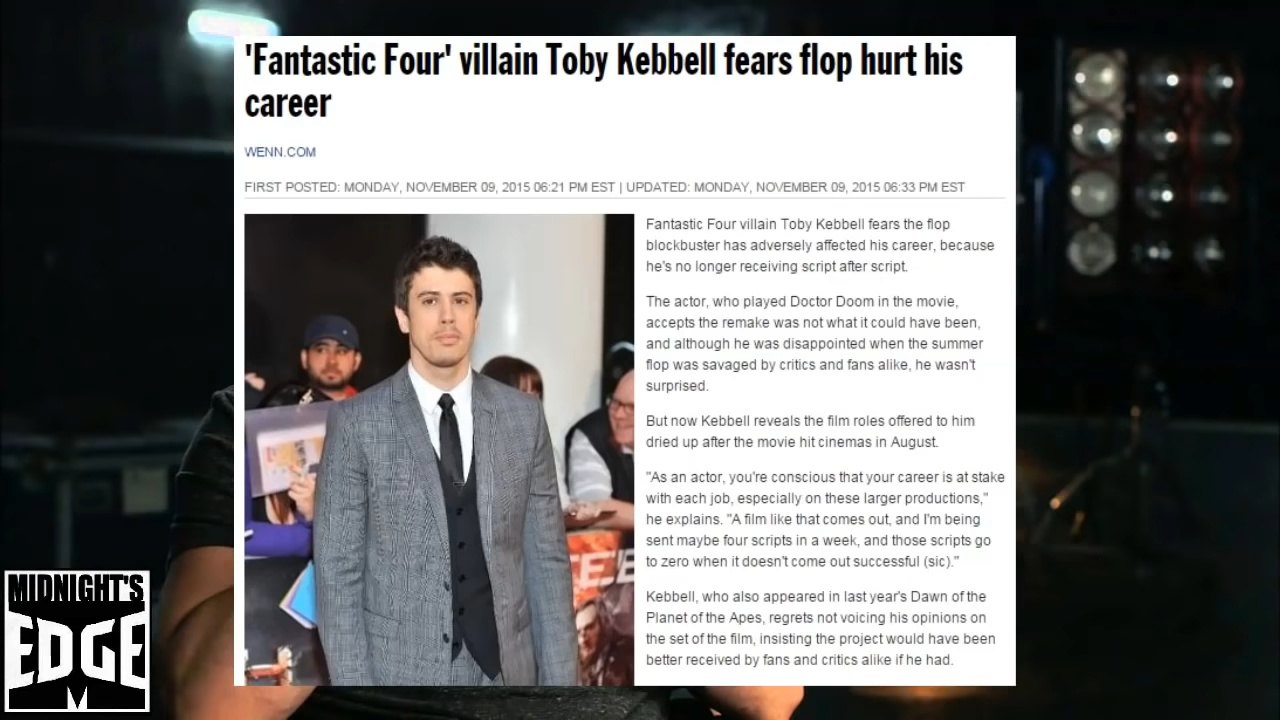 'Fantastic Four' villain Toby Kebbell fears flop hurt his
career
WENN.COM
FIRST POSTED: MONDAY, NOVEMBER 09, 2015 06:21 PM EST | UPDATED: MONDAY, NOVEMBER 09, 2015 06:33 PM EST
Fantastic Four villain Toby Kebbell fears the flop
blockbuster has adversely affected his career, because
he's no longer receiving script after script.
The actor, who played Doctor Doom in the movie,
accepts the remake was not what it could have been,
and although he was disappointed when the summer
flop was savaged by critics and fans alike, he wasn't
surprised.
But now Kebbell reveals the film roles offered to him
dried up after the movie hit cinemas in August.
"As an actor, you're conscious that your career is at stake
with each job, especially on these larger productions,"
he explains. "A film like that comes out, and I'm being
sent maybe four scripts in a week, and those scripts go
to zero when it doesn't come out successful (sic)."
Kebbell, who also appeared in last year's Dawn of the
Planet of the Apes, regrets not voicing his opinions on
the set of the film, insisting the project would have been
better received by fans and critics alike if he had.
MIDNIGHT'S
EDGE